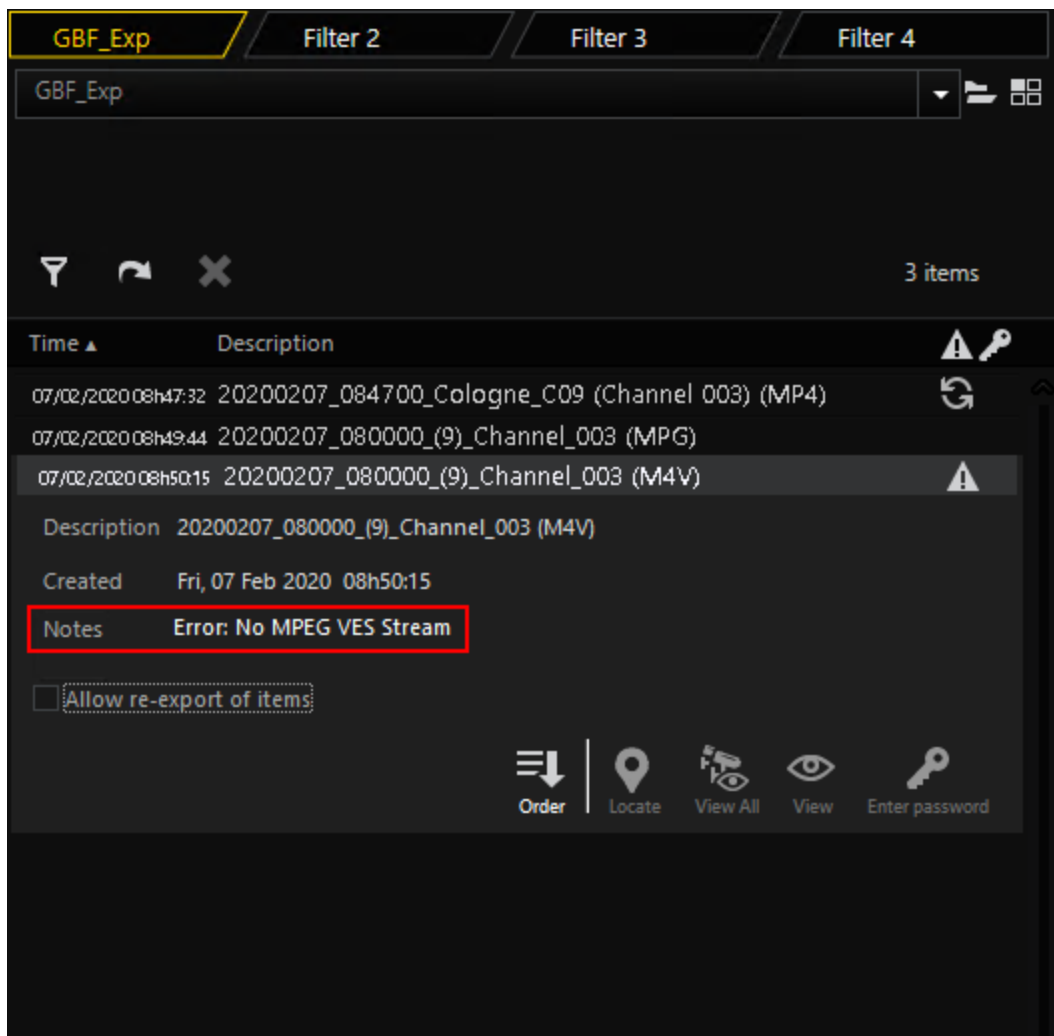 GBF_Exp Filter 2 Filter 3 Filter 4
GBF_Exp
3 items
Time Description
07/02/2020 08h47:32 20200207_084700_Cologne_C09 (Channel 003) (MP4)
07/02/2020 08h49:44 20200207_080000_(9)_Channel_003 (MPG)
07/02/2020 08h50:15 20200207_080000_(9)_Channel_003 (M4V)
Description 20200207_080000_(9)_Channel_003 (M4V)
Created Fri, 07 Feb 2020 08h50:15
Notes Error: No MPEG VES Stream
Allow re-export of items
Order Locate View All View Enter password